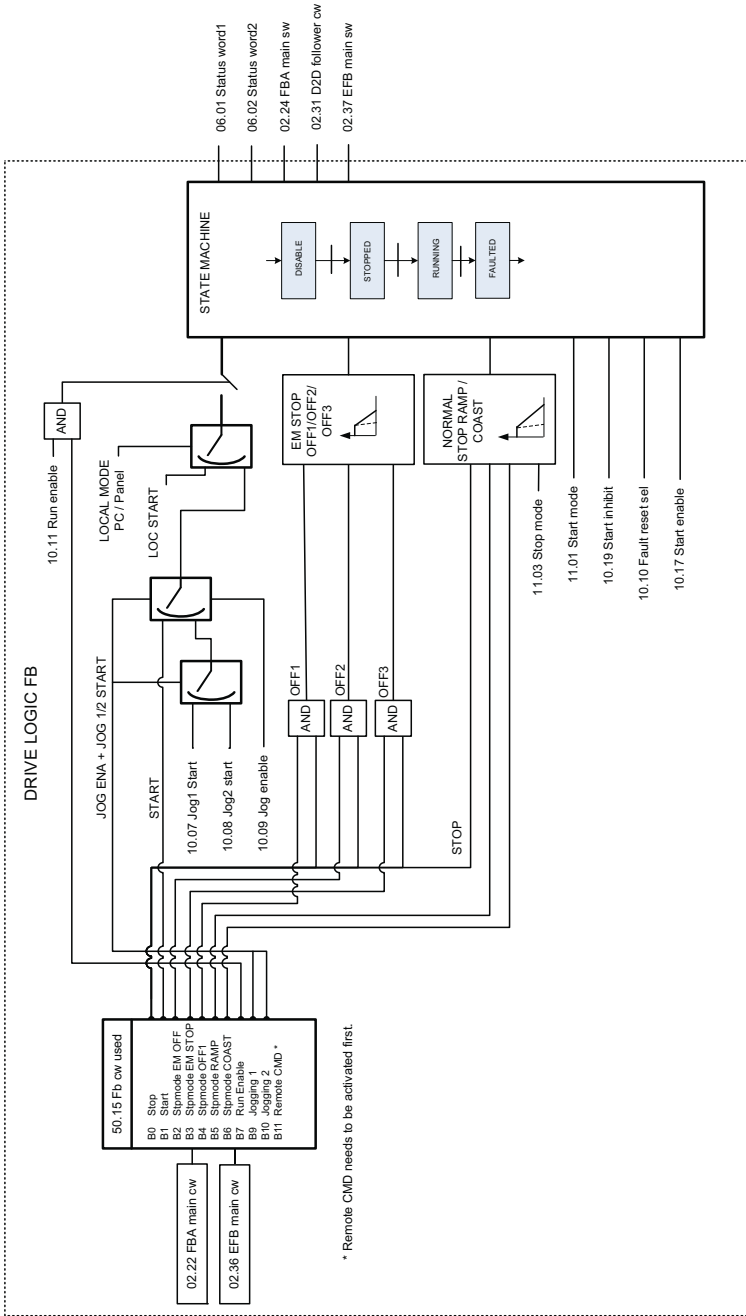 DRIVE LOGIC FB
02.22 FBA main cw
02.36 EFB main cw
50.15 Fb cw used
B0 Stop
B1 Start
B2 Stpmode EM OFF
B3 Stpmode EM STOP
B4 Stpmode OFF1
B5 Stpmode RAMP
B6 Stpmode COAST
B7 Run Enable
B9 Jogging 1
B10 Jogging 2
B11 Remote CMD *
* Remote CMD needs to be activated first.
10.11 Run enable
AND
JOG ENA + JOG 1/2 START
START
10.07 Jog1 Start
10.08 Jog2 start
10.09 Jog enable
LOCAL MODE
PC / Panel
LOC START
AND
OFF1
AND
OFF2
AND
OFF3
STOP
EM STOP
OFF1/OFF2/
OFF3
NORMAL
STOP RAMP /
COAST
11.03 Stop mode
11.01 Start mode
10.19 Start inhibit
10.10 Fault reset sel
10.17 Start enable
STATE MACHINE
DISABLE
STOPPED
RUNNING
FAULTED
06.01 Status word1
06.02 Status word2
02.24 FBA main sw
02.31 D2D follower cw
02.37 EFB main sw